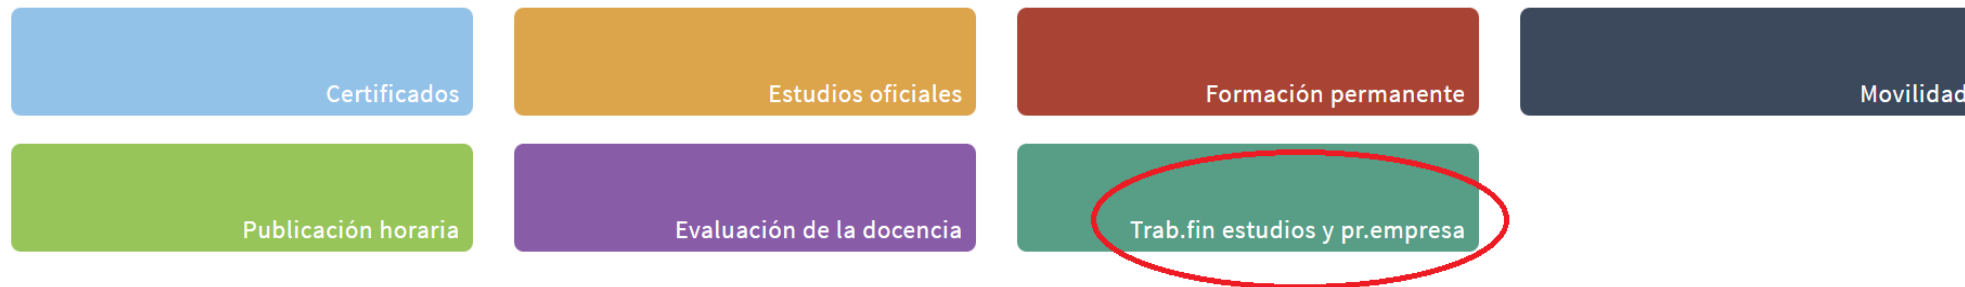 Certificados
Estudios oficiales
Formación permanente
Movilidad
Publicación horaria
Evaluación de la docencia
Trab.fin estudios y pr.empresa